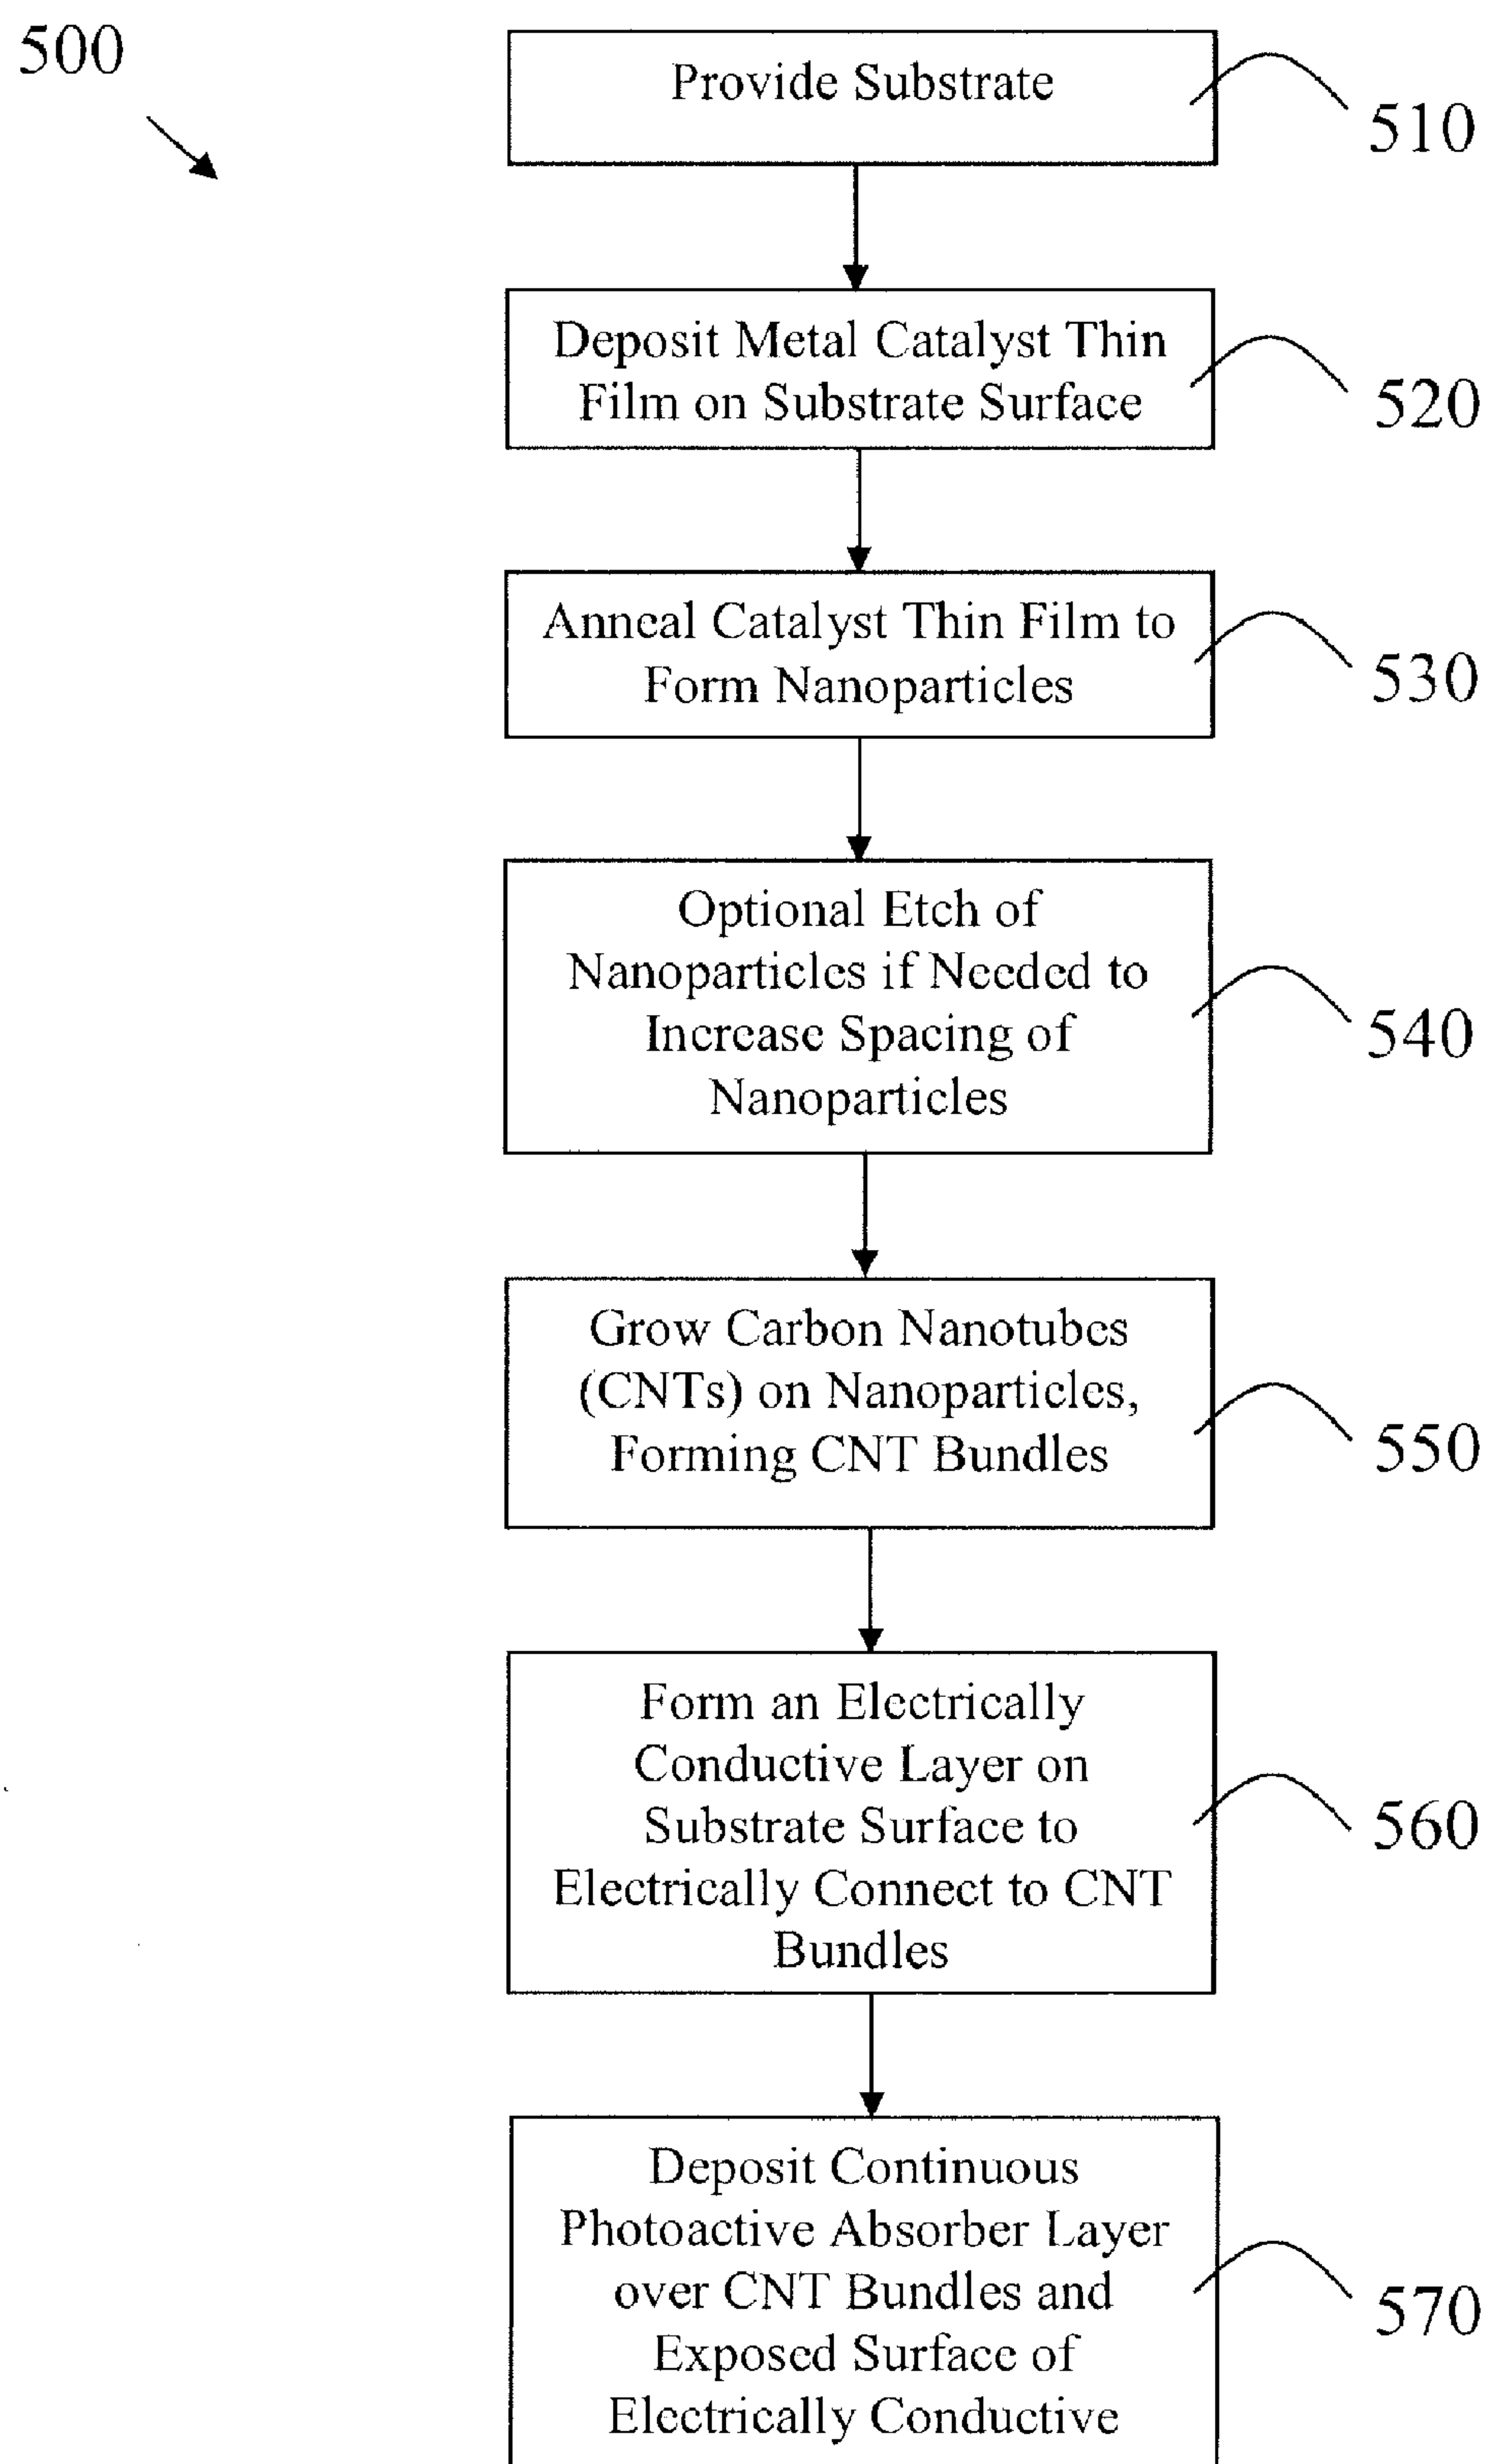 500
Provide Substrate
510
Deposit Metal Catalyst Thin
Film on Substrate Surface
520
Anneal Catalyst Thin Film to
Form Nanoparticles
530
Optional Etch of
Nanoparticles if Needed to
Increase Spacing of
Nanoparticles
540
Grow Carbon Nanotubes
(CNTs) on Nanoparticles,
Forming CNT Bundles
550
Form an Electrically
Conductive Layer on
Substrate Surface to
Electrically Connect to CNT
Bundles
560
Deposit Continuous
Photoactive Absorber Layer
over CNT Bundles and
Exposed Surface of
Electrically Conductive
570